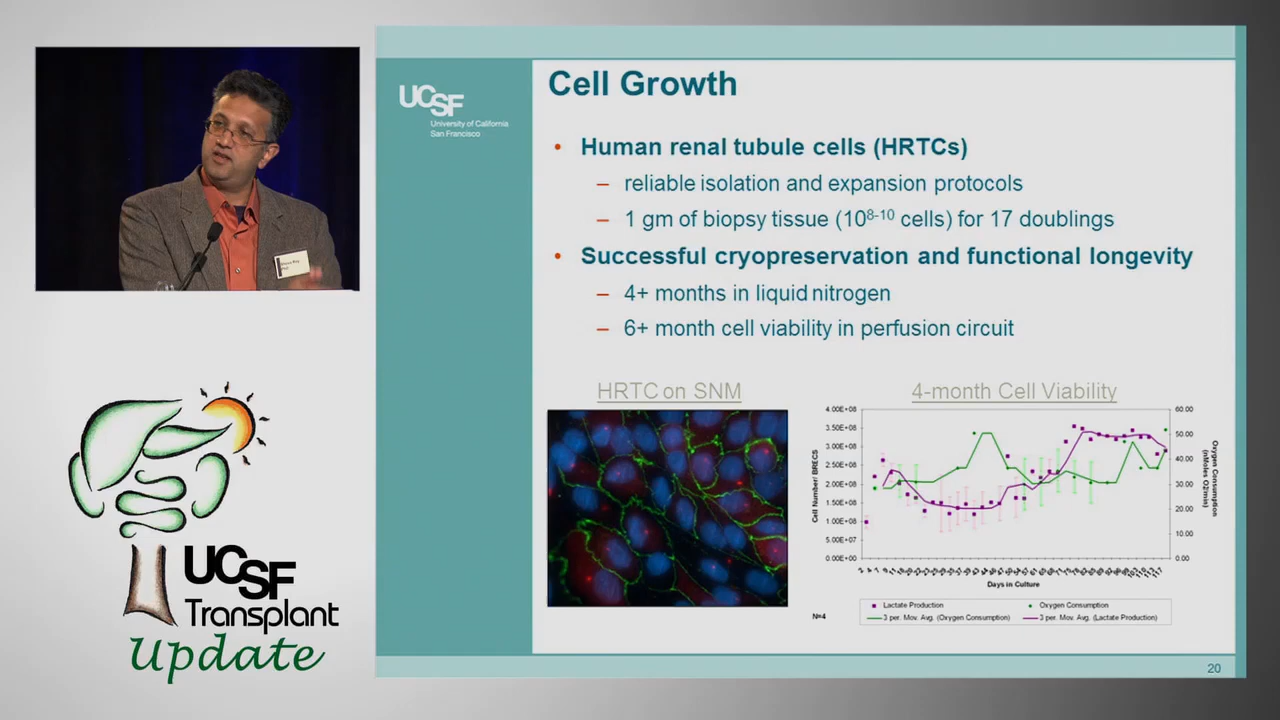 Cell Growth
UCSF
University of California
San Francisco
• Human renal tubule cells (HRTCs)
– reliable isolation and expansion protocols
– 1 gm of biopsy tissue (10⁸⁻¹⁰ cells) for 17 doublings
• Successful cryopreservation and functional longevity
– 4+ months in liquid nitrogen
– 6+ month cell viability in perfusion circuit
HRTC on SNM
4-month Cell Viability
4.00E+08
3.50E+08
3.00E+08
2.50E+08
2.00E+08
1.50E+08
1.00E+08
5.00E+07
0.00E+00
Cell Number/ BRECS
60.00
50.00
40.00
30.00
20.00
10.00
0.00
Oxygen Consumption
(nMoles O2/min)
Days in Culture
Lactate Production
Oxygen Consumption
3 per. Mov. Avg. (Oxygen Consumption)
3 per. Mov. Avg. (Lactate Production)
N=4
20
UCSF
Transplant
Update